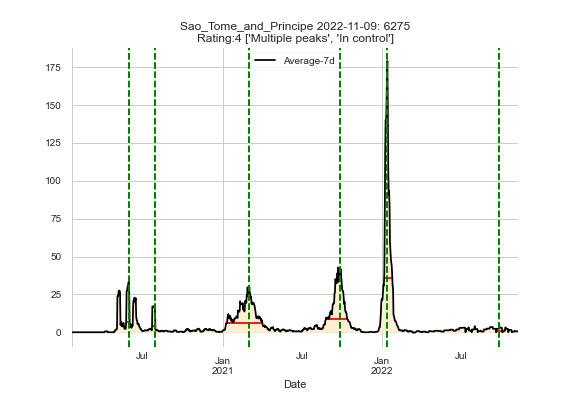 Sao_Tome_and_Principe 2022-11-09: 6275
Rating:4 ['Multiple peaks', 'In control']
Average-7d
175
150
125
100
75
50
25
0
Jul
Jan
2021
Jul
Jan
2022
Jul
Date